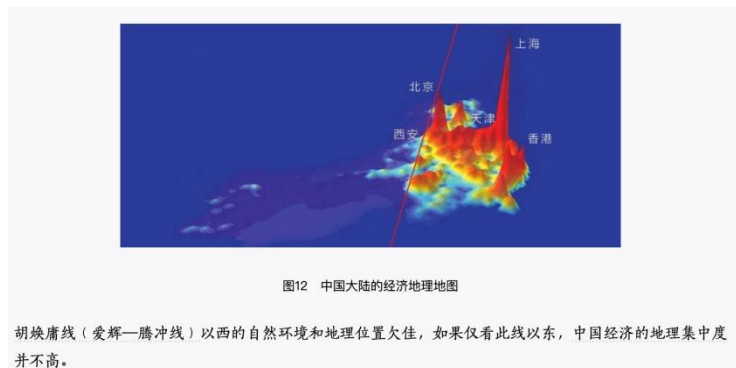 上海
北京
天津
西安
香港
图12 中国大陆的经济地理地图
胡焕庸线（爱辉—腾冲线）以西的自然环境和地理位置欠佳，如果仅看此线以东，中国经济的地理集中度
并不高。